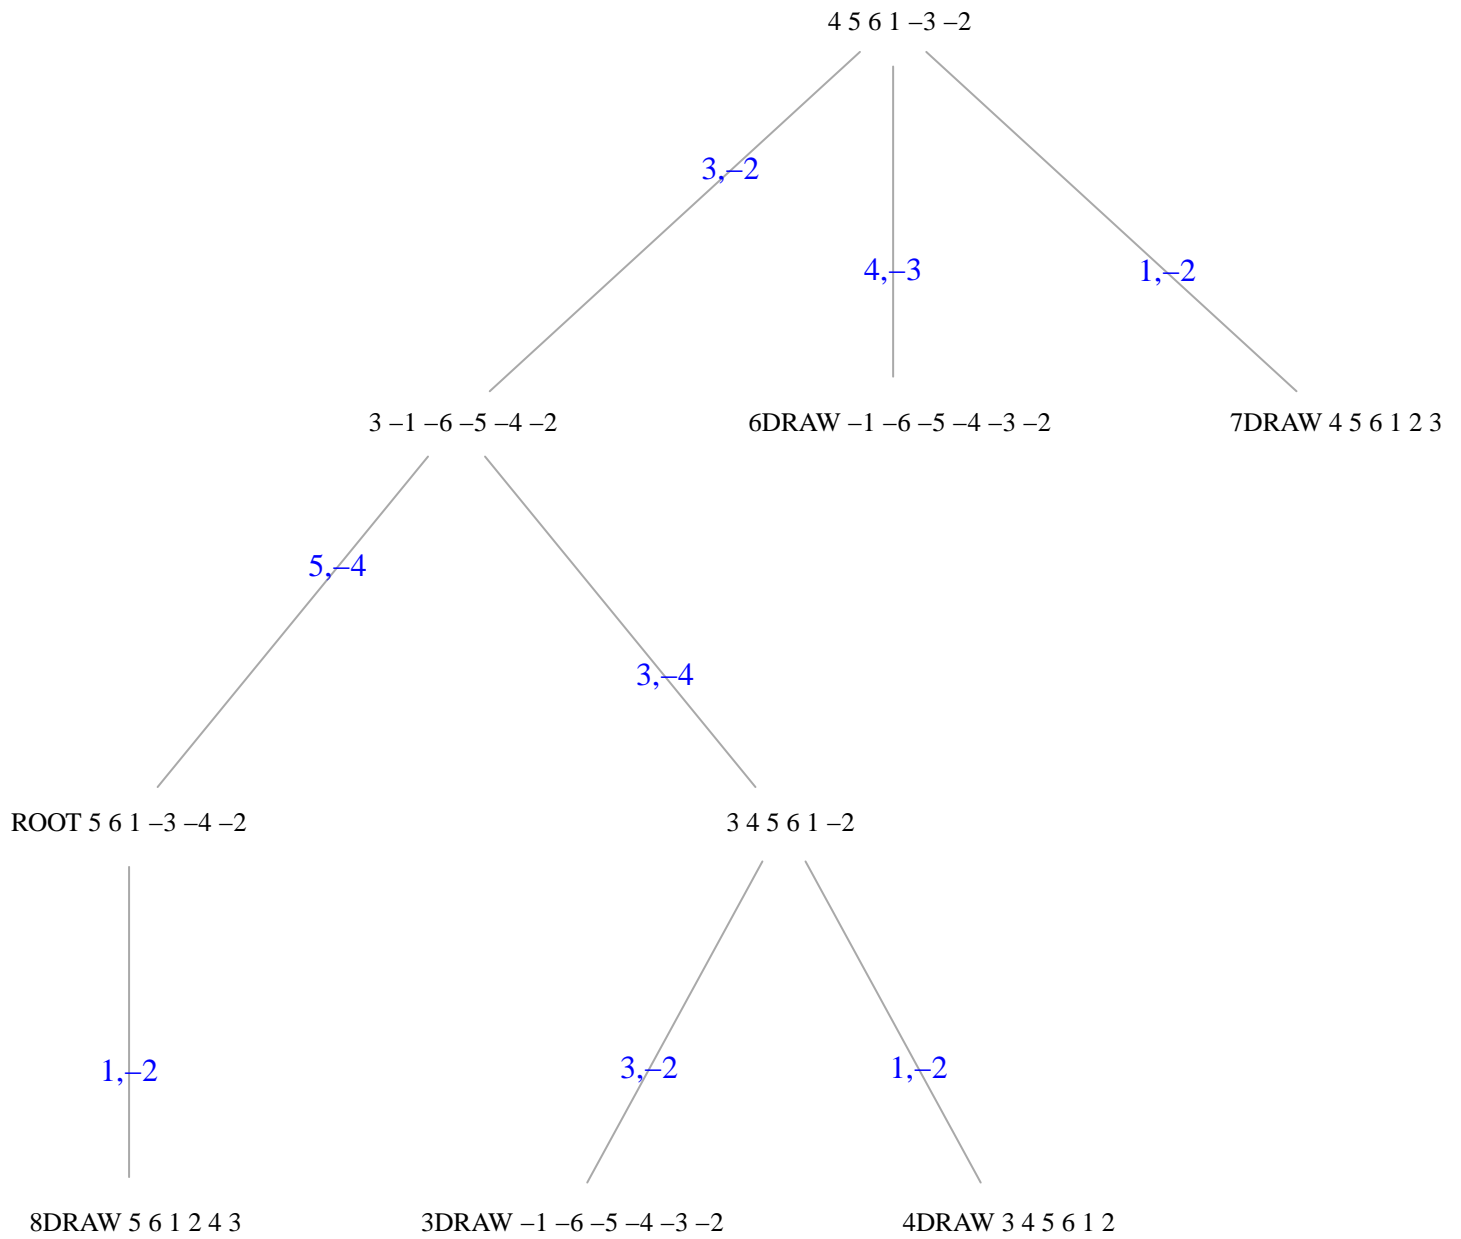 4 5 6 1 –3 –2
3,–2
4,–3
1,–2
3 –1 –6 –5 –4 –2
6DRAW –1 –6 –5 –4 –3 –2
7DRAW 4 5 6 1 2 3
5,–4
3,–4
ROOT 5 6 1 –3 –4 –2
3 4 5 6 1 –2
1,–2
3,–2
1,–2
8DRAW 5 6 1 2 4 3
3DRAW –1 –6 –5 –4 –3 –2
4DRAW 3 4 5 6 1 2